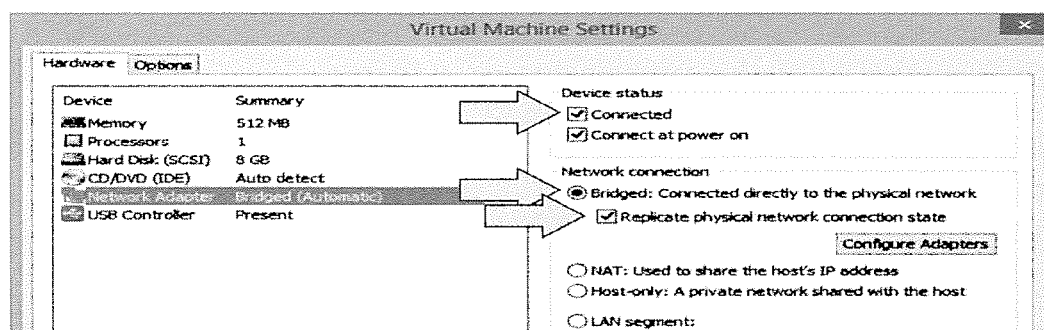 Virtual Machine Settings
Hardware Options
Device Summary
Memory 512 MB
Processors 1
Hard Disk (SCSI) 8 GB
CD/DVD (IDE) Auto detect
Network Adapter Bridged (Automatic)
USB Controller Present
Device status
Connected
Connect at power on
Network connection
Bridged: Connected directly to the physical network
Replicate physical network connection state
Configure Adapters
NAT: Used to share the host's IP address
Host-only: A private network shared with the host
LAN segment: